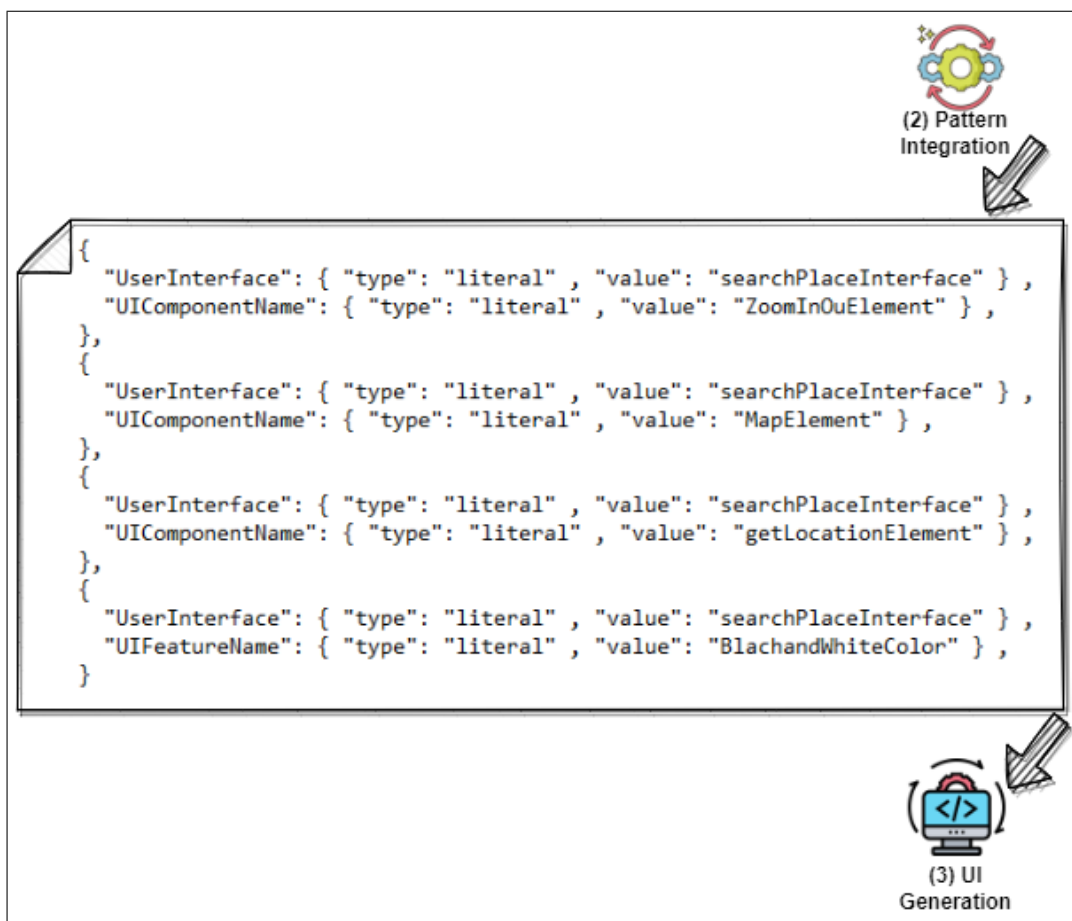 (2) Pattern
Integration
{
"UserInterface": { "type": "literal" , "value": "searchPlaceInterface" } ,
"UIComponentName": { "type": "literal" , "value": "ZoomInOuElement" } ,
},
{
"UserInterface": { "type": "literal" , "value": "searchPlaceInterface" } ,
"UIComponentName": { "type": "literal" , "value": "MapElement" } ,
},
{
"UserInterface": { "type": "literal" , "value": "searchPlaceInterface" } ,
"UIComponentName": { "type": "literal" , "value": "getLocationElement" } ,
},
{
"UserInterface": { "type": "literal" , "value": "searchPlaceInterface" } ,
"UIFeatureName": { "type": "literal" , "value": "BlachandWhiteColor" } ,
}
</>
(3) UI
Generation